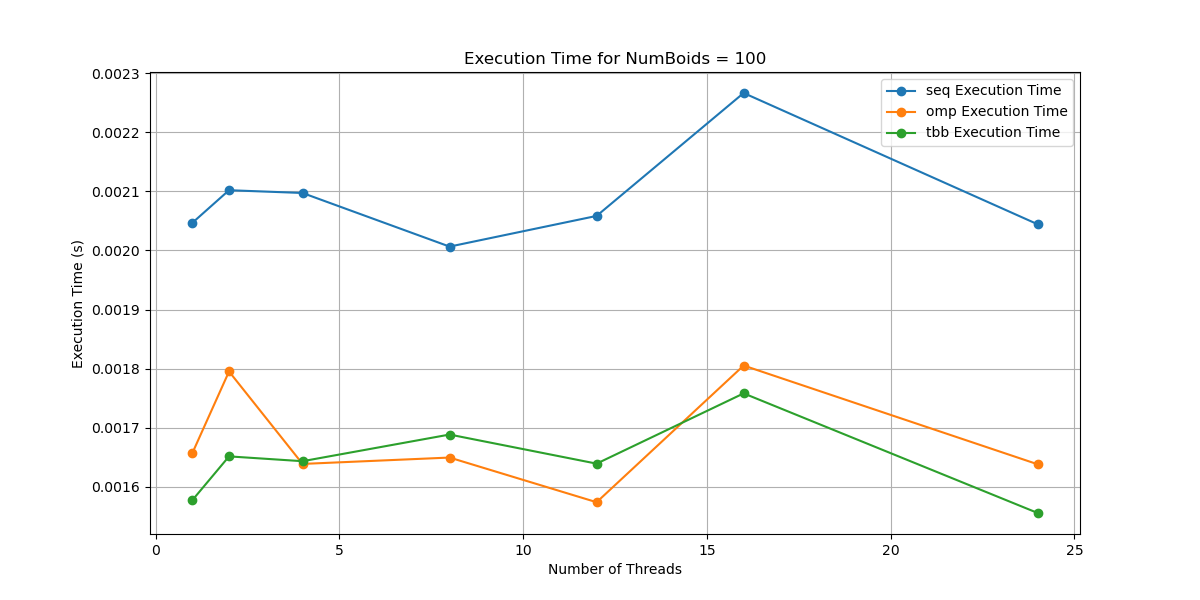 Execution Time for NumBoids = 100
seq Execution Time
omp Execution Time
tbb Execution Time
Execution Time (s)
0.0023
0.0022
0.0021
0.0020
0.0019
0.0018
0.0017
0.0016
0 5 10 15 20 25
Number of Threads